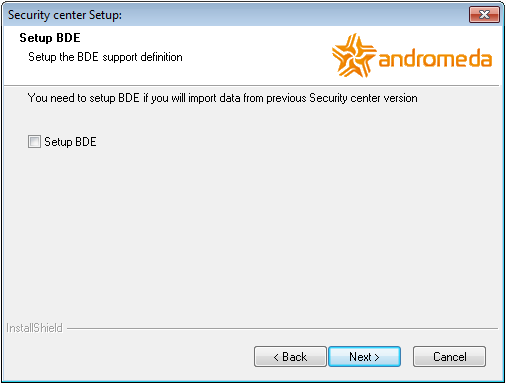 Security center Setup:
Setup BDE
Setup the BDE support definition
andromeda
You need to setup BDE if you will import data from previous Security center version
Setup BDE
InstallShield
< Back
Next >
Cancel